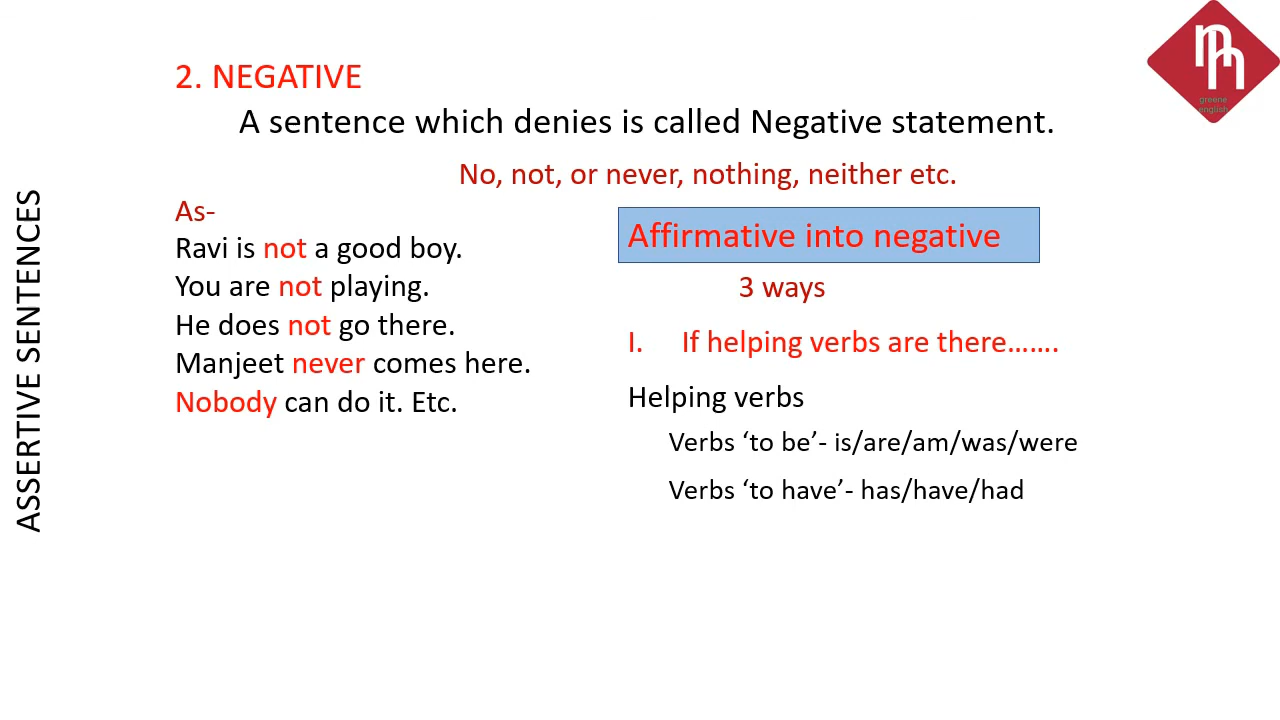 ASSERTIVE SENTENCES
2. NEGATIVE
A sentence which denies is called Negative statement.
No, not, or never, nothing, neither etc.
As-
Ravi is not a good boy.
You are not playing.
He does not go there.
Manjeet never comes here.
Nobody can do it. Etc.
Affirmative into negative
3 ways
I. If helping verbs are there…….
Helping verbs
Verbs ‘to be’- is/are/am/was/were
Verbs ‘to have’- has/have/had
greene
english